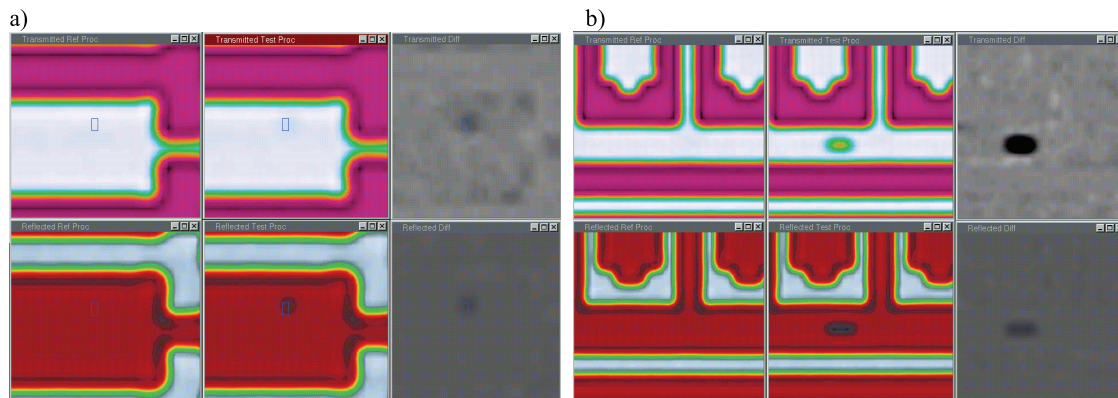 a)
Transmitted Ref Proc
Transmitted Test Proc
Transmitted Diff
Reflected Ref Proc
Reflected Test Proc
Reflected Diff
b)
Transmitted Ref Proc
Transmitted Test Proc
Transmitted Diff
Reflected Ref Proc
Reflected Test Proc
Reflected Diff